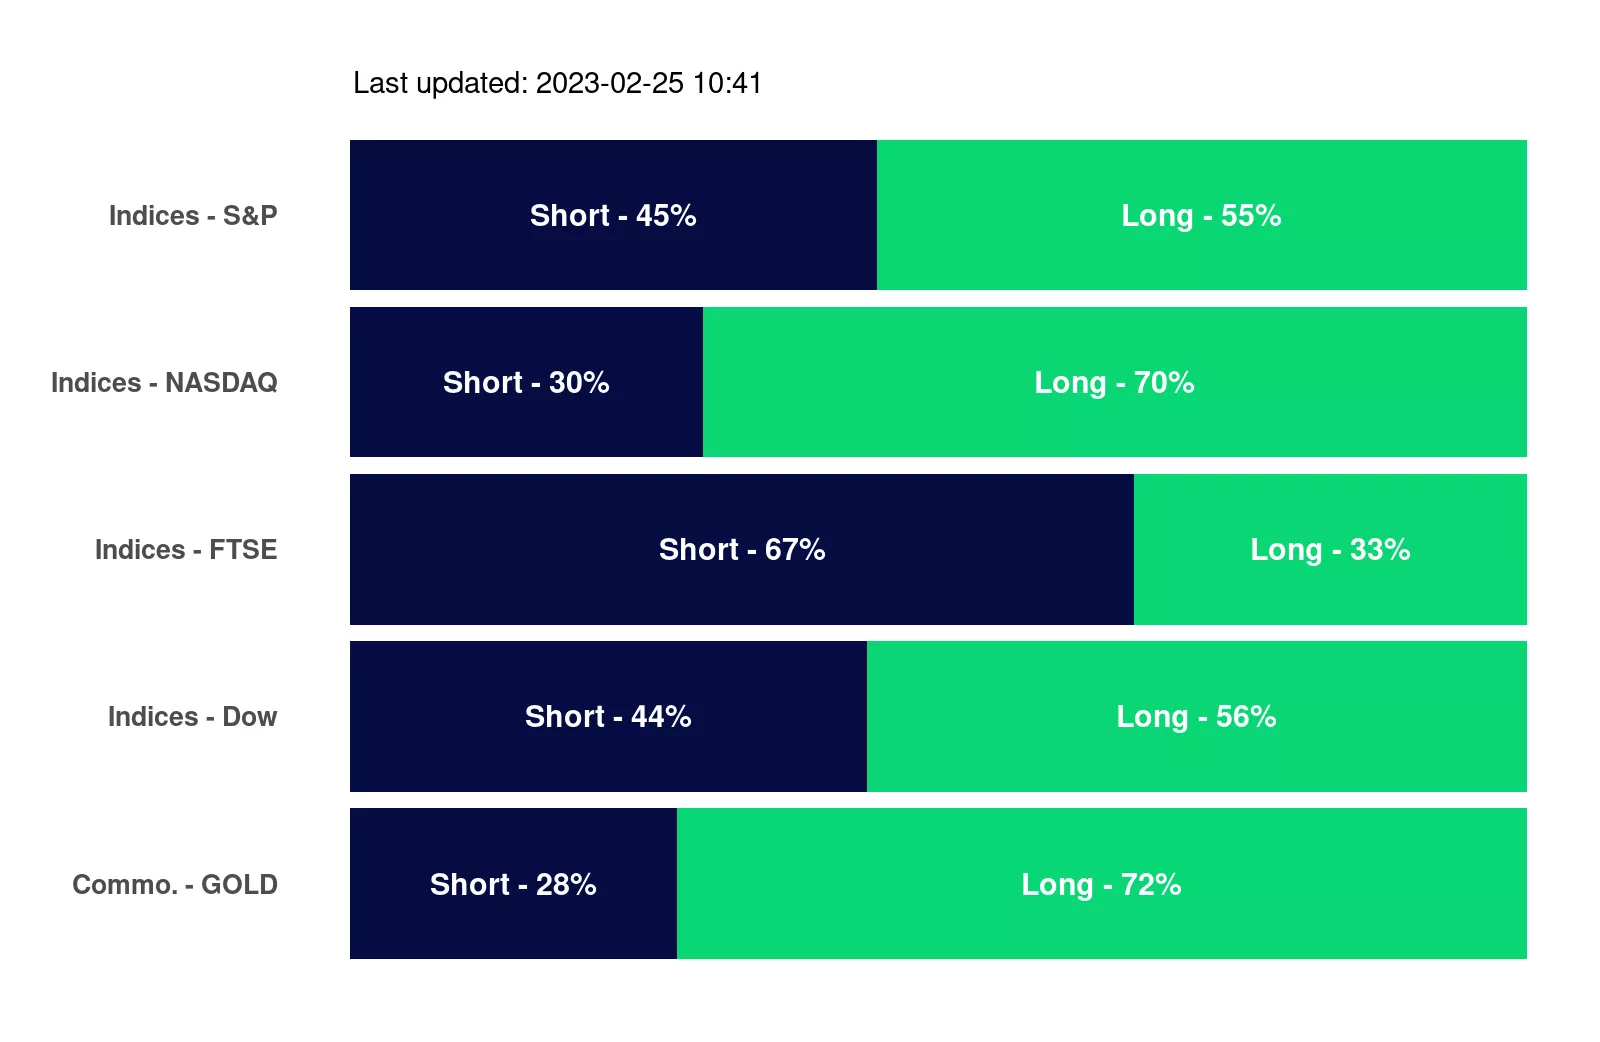 Last updated: 2023-02-25 10:41
Indices - S&P Short - 45% Long - 55%
Indices - NASDAQ Short - 30% Long - 70%
Indices - FTSE Short - 67% Long - 33%
Indices - Dow Short - 44% Long - 56%
Commo. - GOLD Short - 28% Long - 72%